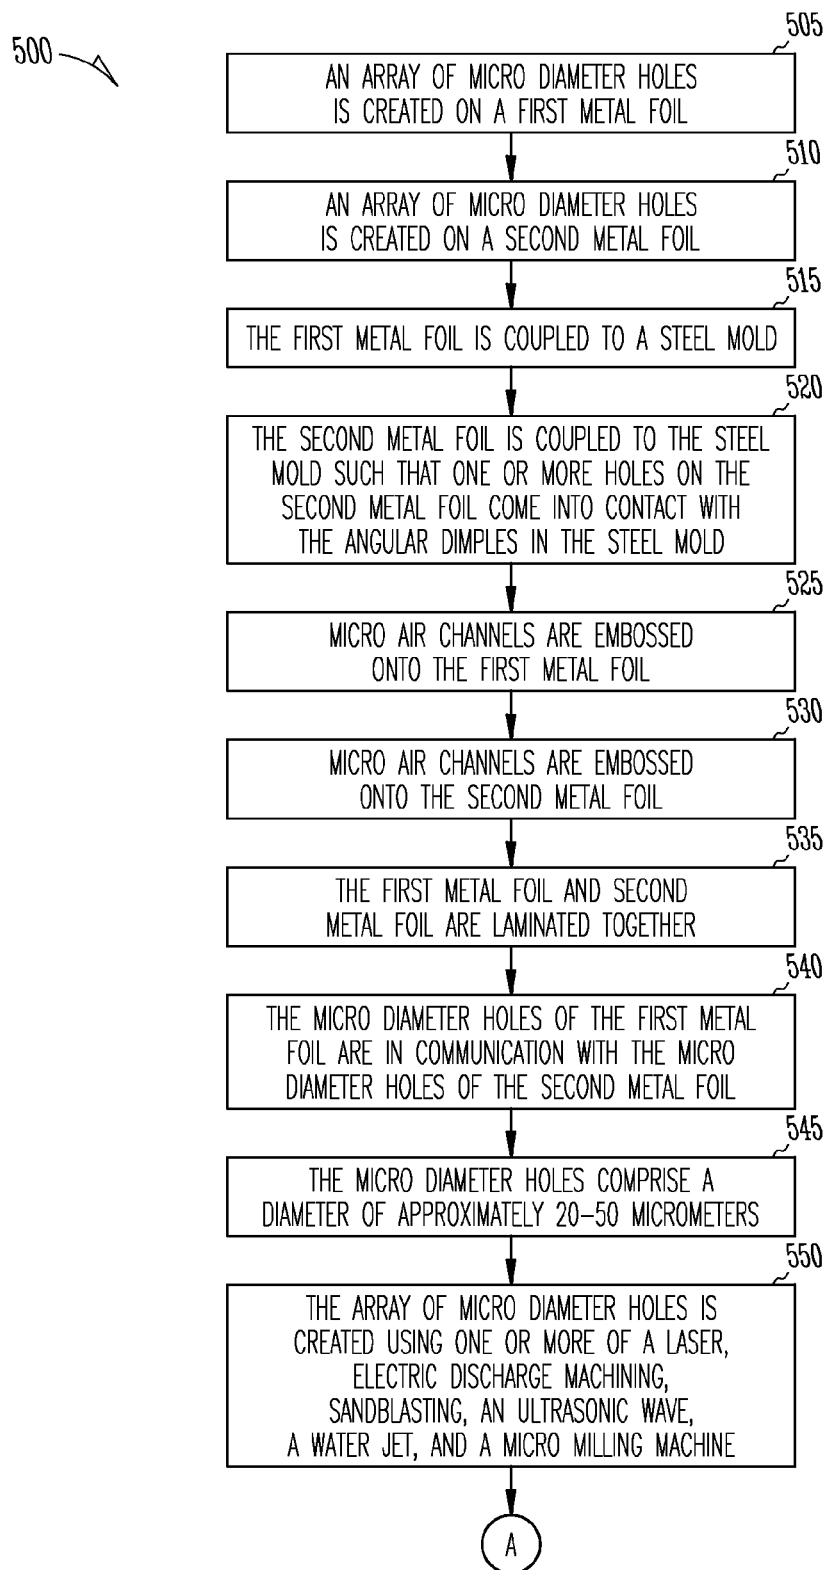 500
505
AN ARRAY OF MICRO DIAMETER HOLES
IS CREATED ON A FIRST METAL FOIL
510
AN ARRAY OF MICRO DIAMETER HOLES
IS CREATED ON A SECOND METAL FOIL
515
THE FIRST METAL FOIL IS COUPLED TO A STEEL MOLD
520
THE SECOND METAL FOIL IS COUPLED TO THE STEEL
MOLD SUCH THAT ONE OR MORE HOLES ON THE
SECOND METAL FOIL COME INTO CONTACT WITH
THE ANGULAR DIMPLES IN THE STEEL MOLD
525
MICRO AIR CHANNELS ARE EMBOSSED
ONTO THE FIRST METAL FOIL
530
MICRO AIR CHANNELS ARE EMBOSSED
ONTO THE SECOND METAL FOIL
535
THE FIRST METAL FOIL AND SECOND
METAL FOIL ARE LAMINATED TOGETHER
540
THE MICRO DIAMETER HOLES OF THE FIRST METAL
FOIL ARE IN COMMUNICATION WITH THE MICRO
DIAMETER HOLES OF THE SECOND METAL FOIL
545
THE MICRO DIAMETER HOLES COMPRISE A
DIAMETER OF APPROXIMATELY 20–50 MICROMETERS
550
THE ARRAY OF MICRO DIAMETER HOLES IS
CREATED USING ONE OR MORE OF A LASER,
ELECTRIC DISCHARGE MACHINING,
SANDBLASTING, AN ULTRASONIC WAVE,
A WATER JET, AND A MICRO MILLING MACHINE
A